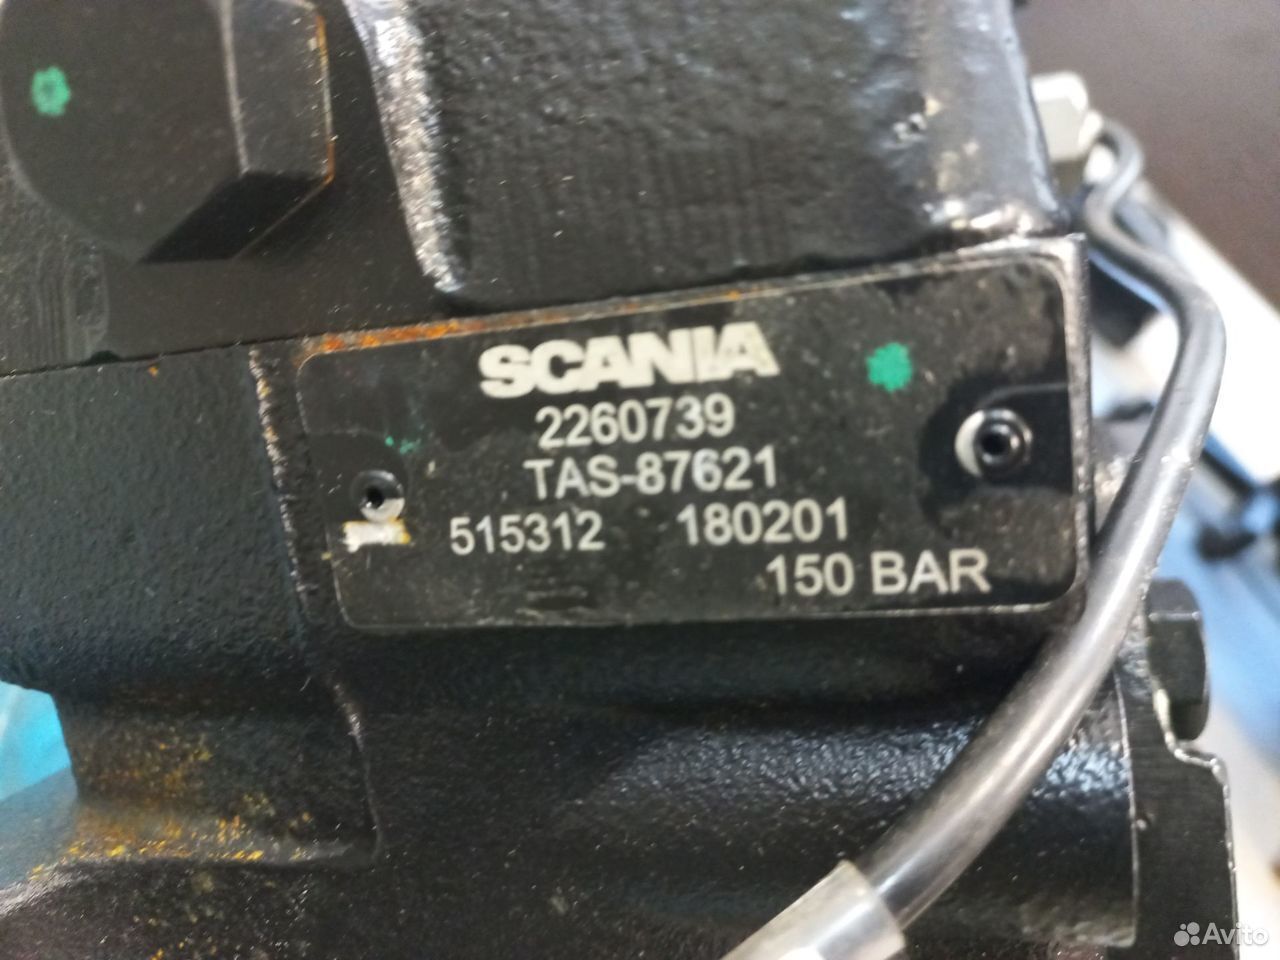 SCANIA
2260739
TAS-87621
515312 180201
150 BAR
Avito